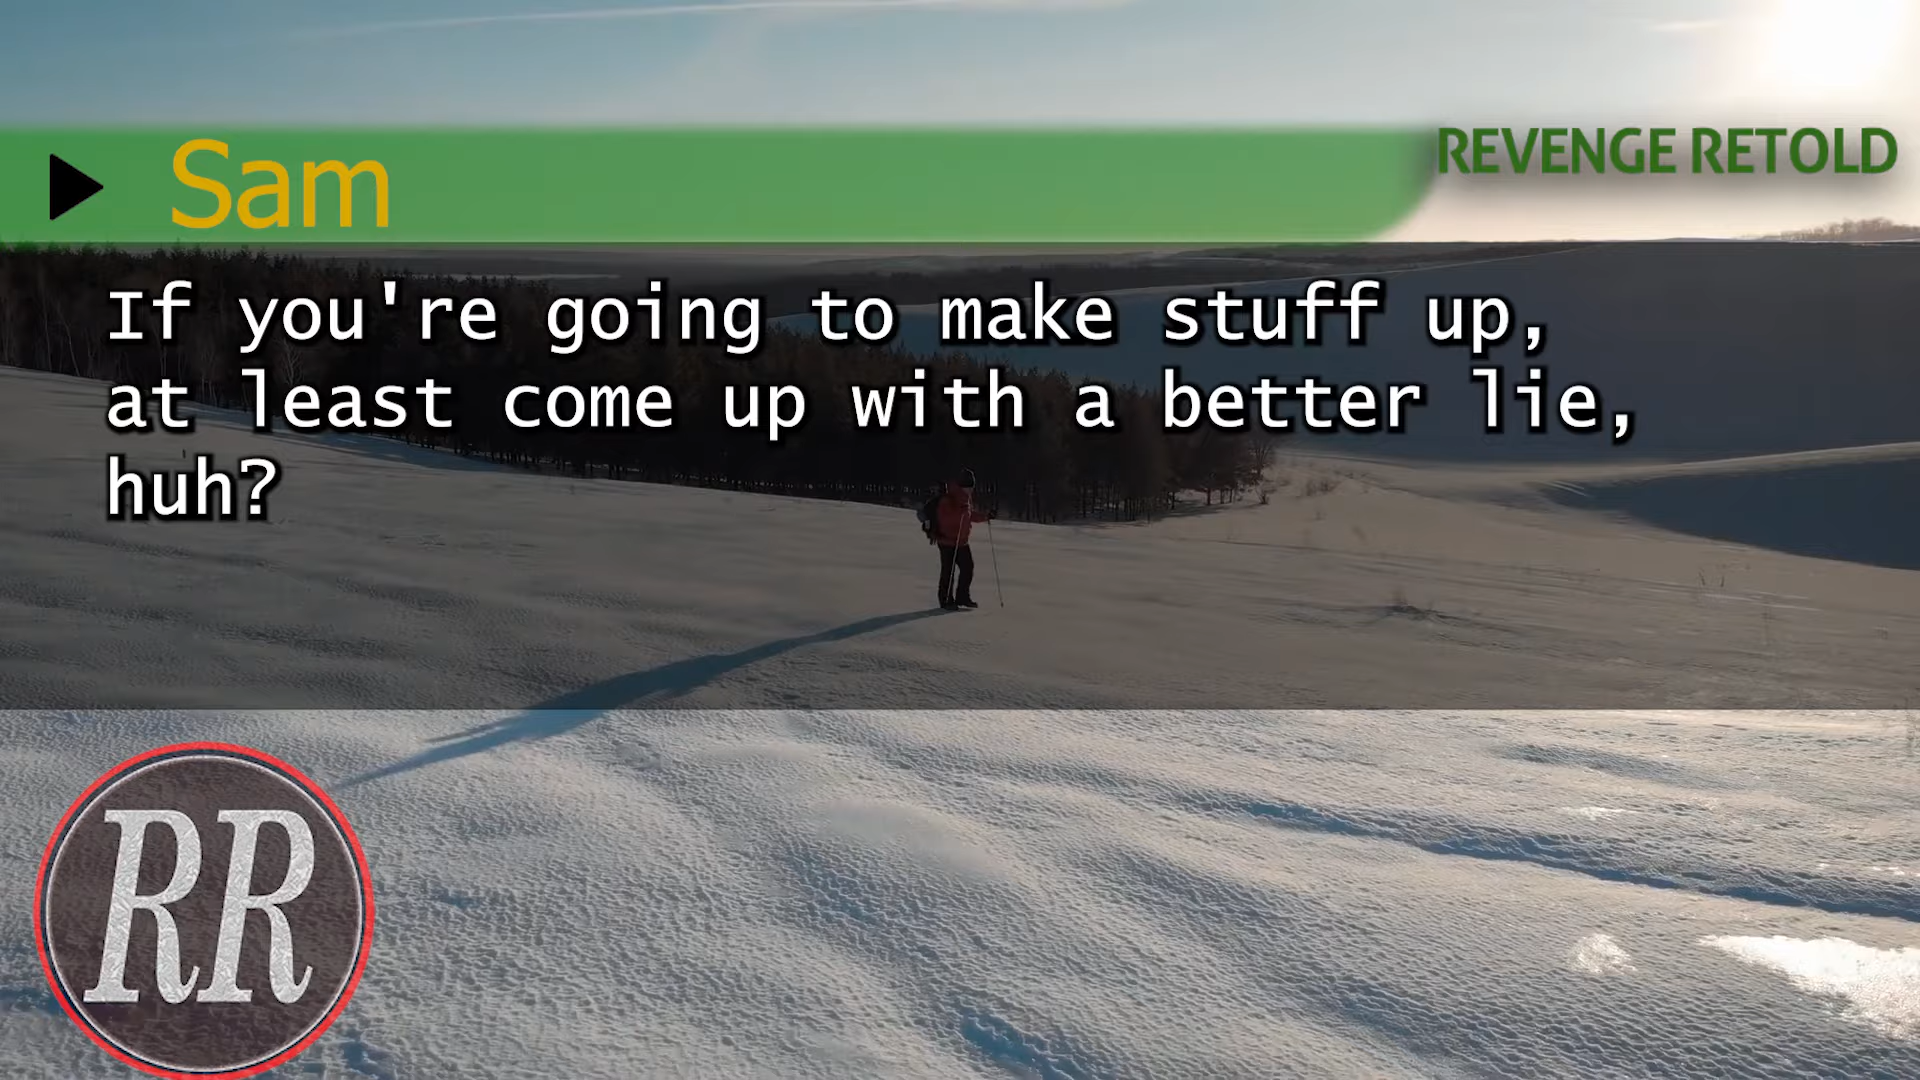 Sam
REVENGE RETOLD
If you're going to make stuff up,
at least come up with a better lie,
huh?
RR